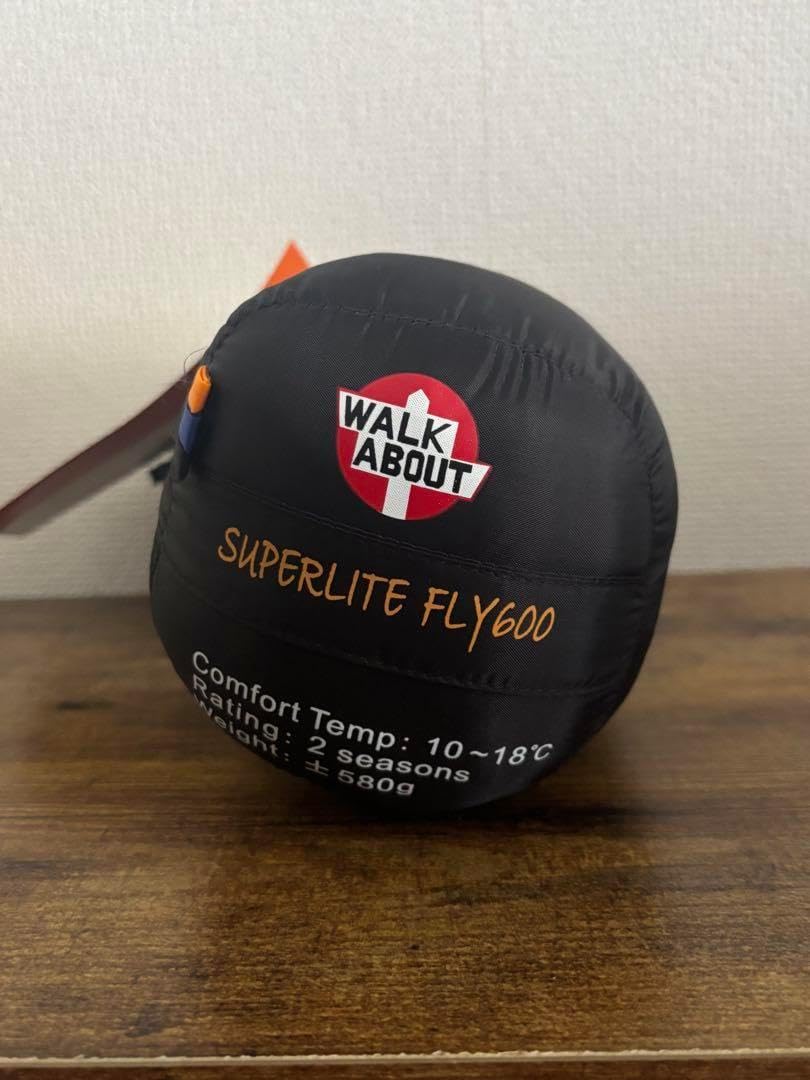 WALK
ABOUT
SUPERLITE FLY600
Comfort Temp: 10~18℃
Rating: 2 seasons
Weight: ±580g